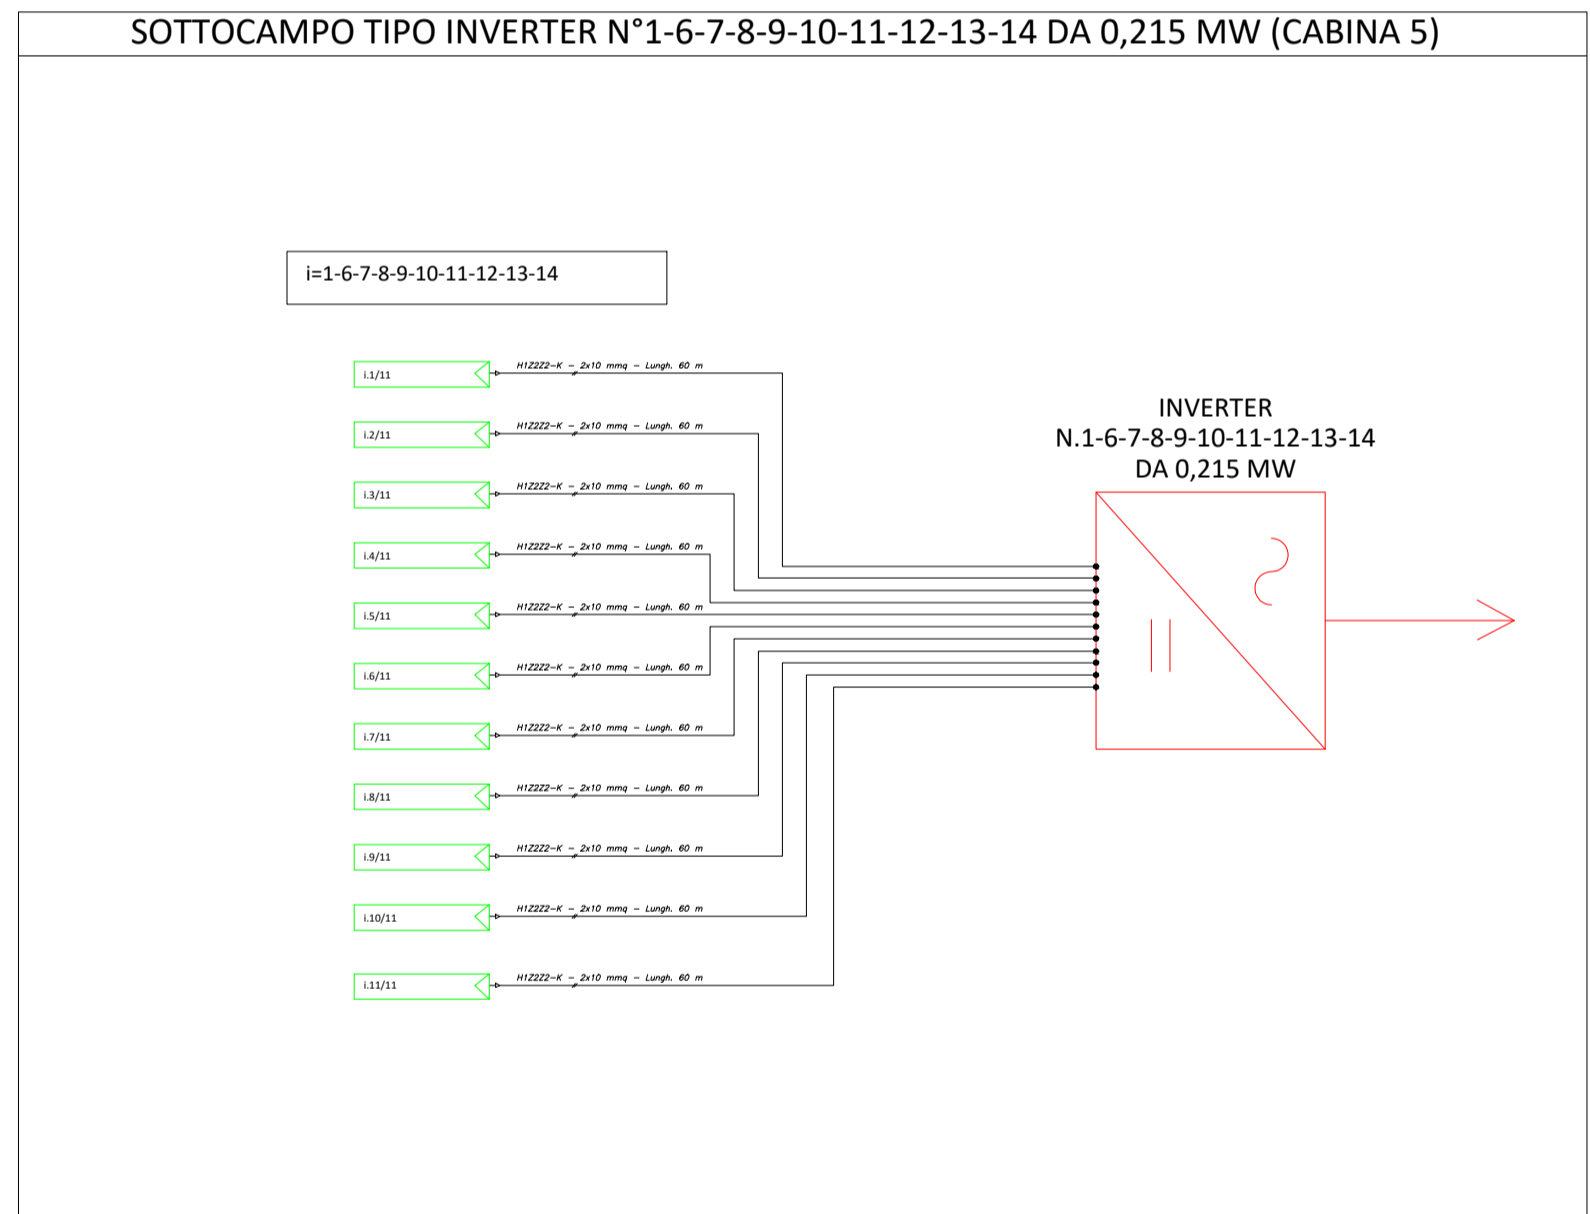 SOTTOCAMPO TIPO INVERTER N°1-6-7-8-9-10-11-12-13-14 DA 0,215 MW (CABINA 5)
i=1-6-7-8-9-10-11-12-13-14
i.1/11
H1Z2Z2-K - 2x10 mmq - Lungh. 60 m
i.2/11
H1Z2Z2-K - 2x10 mmq - Lungh. 60 m
i.3/11
H1Z2Z2-K - 2x10 mmq - Lungh. 60 m
i.4/11
H1Z2Z2-K - 2x10 mmq - Lungh. 60 m
i.5/11
H1Z2Z2-K - 2x10 mmq - Lungh. 60 m
i.6/11
H1Z2Z2-K - 2x10 mmq - Lungh. 60 m
i.7/11
H1Z2Z2-K - 2x10 mmq - Lungh. 60 m
i.8/11
H1Z2Z2-K - 2x10 mmq - Lungh. 60 m
i.9/11
H1Z2Z2-K - 2x10 mmq - Lungh. 60 m
i.10/11
H1Z2Z2-K - 2x10 mmq - Lungh. 60 m
i.11/11
H1Z2Z2-K - 2x10 mmq - Lungh. 60 m
INVERTER
N.1-6-7-8-9-10-11-12-13-14
DA 0,215 MW